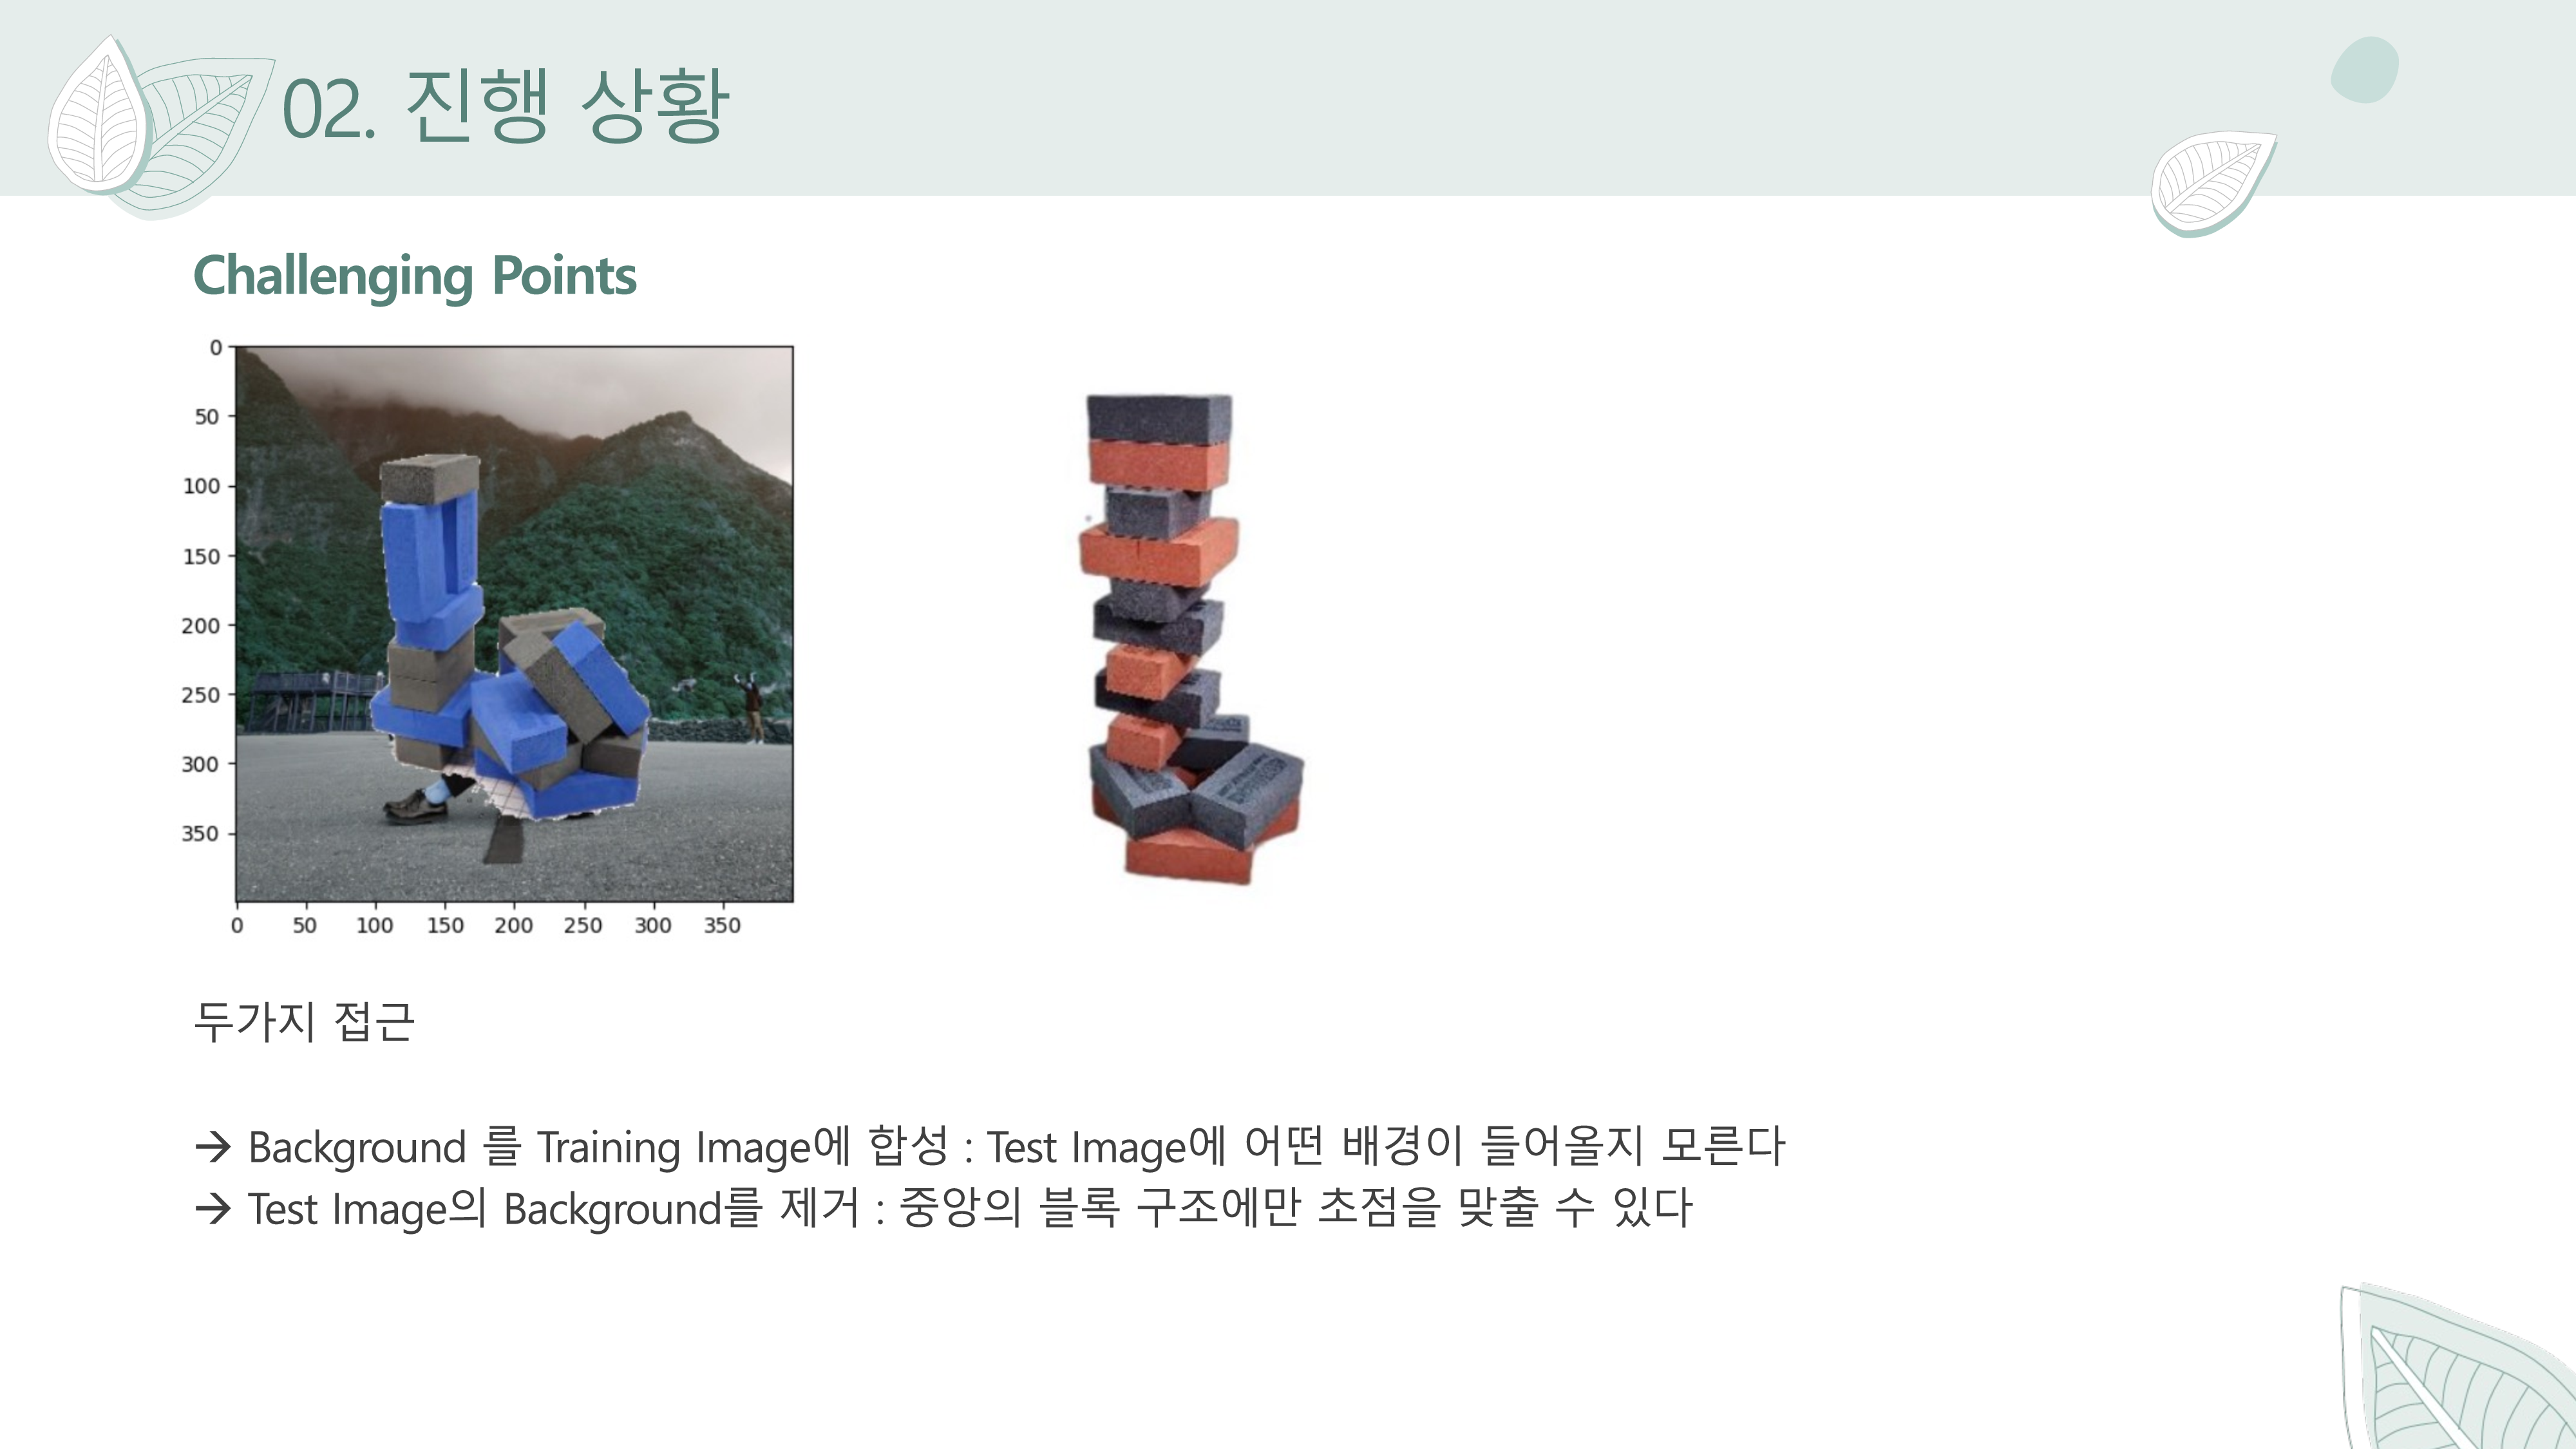 02. 진행 상황
Challenging Points
0
50
100
150
200
250
300
350
0 50 100 150 200 250 300 350
두가지 접근
→ Background 를 Training Image에 합성 : Test Image에 어떤 배경이 들어올지 모른다
→ Test Image의 Background를 제거 : 중앙의 블록 구조에만 초점을 맞출 수 있다